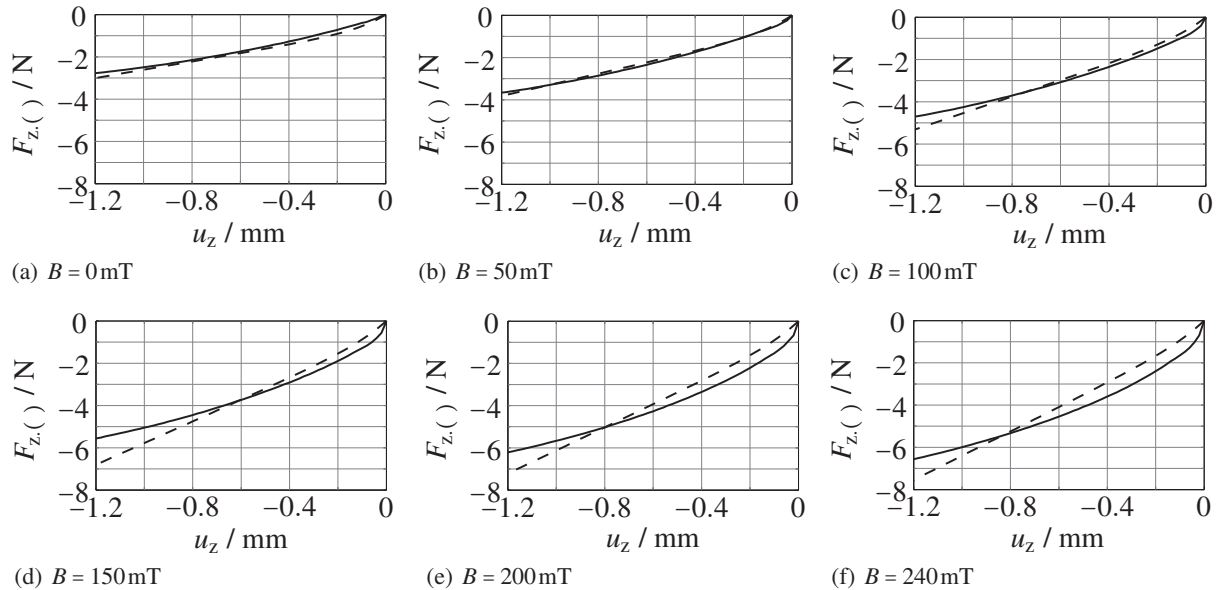 0
−2
−4
−6
−8
F_z.( ) / N
−1.2 −0.8 −0.4 0
u_z / mm
(a) B = 0 mT
0
−2
−4
−6
−8
F_z.( ) / N
−1.2 −0.8 −0.4 0
u_z / mm
(b) B = 50 mT
0
−2
−4
−6
−8
F_z.( ) / N
−1.2 −0.8 −0.4 0
u_z / mm
(c) B = 100 mT
0
−2
−4
−6
−8
F_z.( ) / N
−1.2 −0.8 −0.4 0
u_z / mm
(d) B = 150 mT
0
−2
−4
−6
−8
F_z.( ) / N
−1.2 −0.8 −0.4 0
u_z / mm
(e) B = 200 mT
0
−2
−4
−6
−8
F_z.( ) / N
−1.2 −0.8 −0.4 0
u_z / mm
(f) B = 240 mT